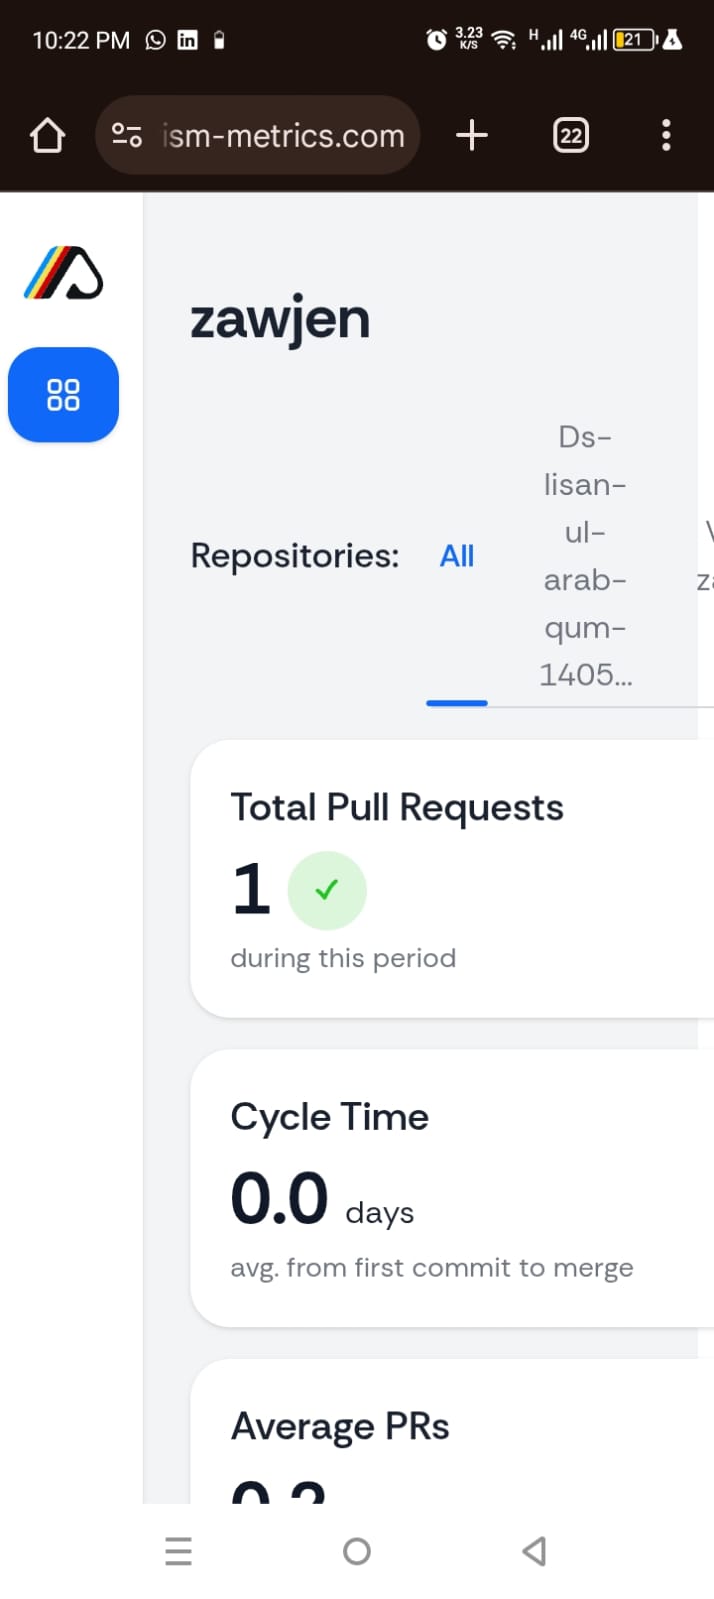 10:22 PM
3.23
K/S
H
4G
21
ism-metrics.com
22
zawjen
Repositories:
All
Ds-
lisan-
ul-
arab-
qum-
1405...
Total Pull Requests
1
during this period
Cycle Time
0.0 days
avg. from first commit to merge
Average PRs